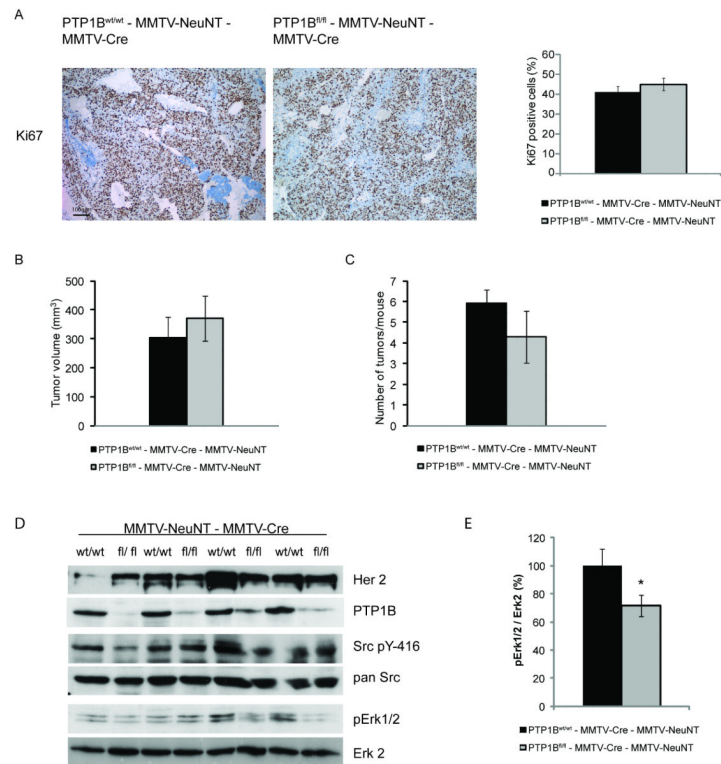 A
PTP1Bwt/wt - MMTV-NeuNT -
MMTV-Cre
PTP1Bfl/fl - MMTV-NeuNT -
MMTV-Cre
Ki67
100µm
Ki67 positive cells (%)
60
50
40
30
20
10
0
PTP1Bwt/wt - MMTV-Cre - MMTV-NeuNT
PTP1Bfl/fl - MMTV-Cre - MMTV-NeuNT
B
Tumor volume (mm3)
500
400
300
200
100
0
PTP1Bwt/wt - MMTV-Cre - MMTV-NeuNT
PTP1Bfl/fl - MMTV-Cre - MMTV-NeuNT
C
Number of tumors/mouse
7
6
5
4
3
2
1
0
PTP1Bwt/wt - MMTV-Cre - MMTV-NeuNT
PTP1Bfl/fl - MMTV-Cre - MMTV-NeuNT
D
MMTV-NeuNT - MMTV-Cre
wt/wt fl/ fl wt/wt fl/fl wt/wt fl/fl wt/wt fl/fl
Her 2
PTP1B
Src pY-416
pan Src
pErk1/2
Erk 2
E
pErk1/2 / Erk2 (%)
120
100
80
60
40
20
0
*
PTP1Bwt/wt - MMTV-Cre - MMTV-NeuNT
PTP1Bfl/fl - MMTV-Cre - MMTV-NeuNT